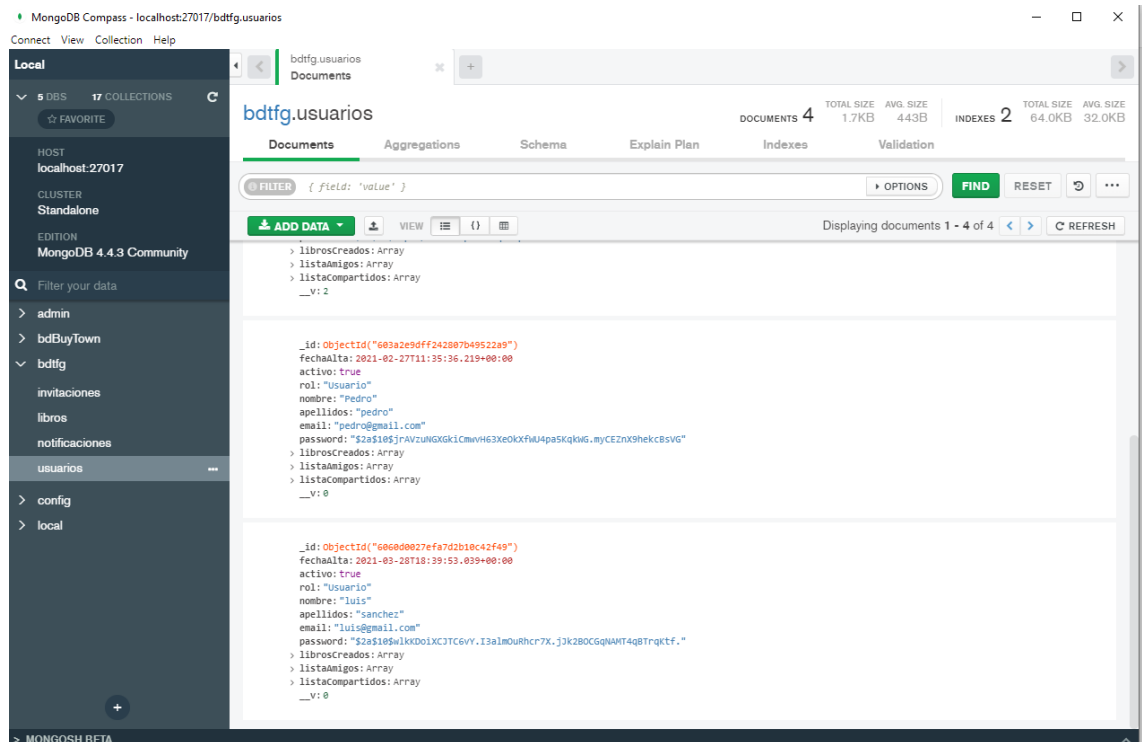 MongoDB Compass - localhost:27017/bdtfg.usuarios
Connect View Collection Help
Local
5 DBS 17 COLLECTIONS
FAVORITE
HOST
localhost:27017
CLUSTER
Standalone
EDITION
MongoDB 4.4.3 Community
Filter your data
admin
bdBuyTown
bdtfg
invitaciones
libros
notificaciones
usuarios
config
local
bdtfg.usuarios
Documents
bdtfg.usuarios
DOCUMENTS 4 TOTAL SIZE 1.7KB AVG. SIZE 443B INDEXES 2 TOTAL SIZE 64.0KB AVG. SIZE 32.0KB
Documents Aggregations Schema Explain Plan Indexes Validation
FILTER { field: 'value' } OPTIONS FIND RESET
ADD DATA VIEW Displaying documents 1 - 4 of 4 REFRESH
> librosCreados: Array
> listaAmigos: Array
> listaCompartidos: Array
__v: 2
_id: ObjectId("603a2e9dff242807b49522a9")
fechaAlta: 2021-02-27T11:35:36.219+00:00
activo: true
rol: "Usuario"
nombre: "Pedro"
apellidos: "pedro"
email: "pedro@gmail.com"
password: "$2a$10$jrAVzuNGXGkiCmwvH63XeOkXfWU4pa5KqkWG.myCEZnX9hekcBsVG"
> librosCreados: Array
> listaAmigos: Array
> listaCompartidos: Array
__v: 0
_id: ObjectId("6060d0027efa7d2b10c42f49")
fechaAlta: 2021-03-28T18:39:53.039+00:00
activo: true
rol: "Usuario"
nombre: "luis"
apellidos: "sanchez"
email: "luis@gmail.com"
password: "$2a$10$wlkKDoiXCJTC6vY.I3almOuRhcr7X.jJk2BOCGqNAMT4qBTrqKtf."
> librosCreados: Array
> listaAmigos: Array
> listaCompartidos: Array
__v: 0
> MONGOSH BETA